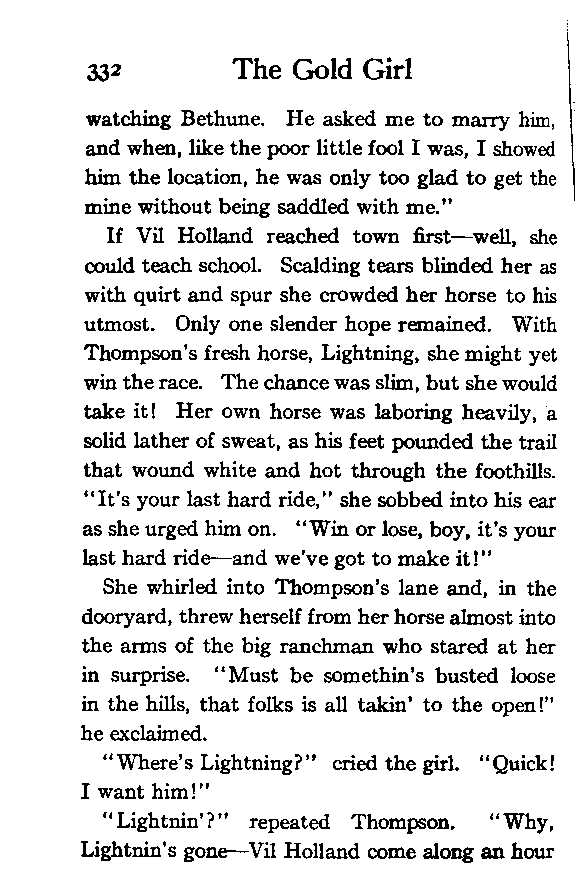 332 The Gold Girl
watching Bethune. He asked me to marry him,
and when, like the poor little fool I was, I showed
him the location, he was only too glad to get the
mine without being saddled with me."
If Vil Holland reached town first—well, she
could teach school. Scalding tears blinded her as
with quirt and spur she crowded her horse to his
utmost. Only one slender hope remained. With
Thompson's fresh horse, Lightning, she might yet
win the race. The chance was slim, but she would
take it! Her own horse was laboring heavily, a
solid lather of sweat, as his feet pounded the trail
that wound white and hot through the foothills.
"It's your last hard ride," she sobbed into his ear
as she urged him on. "Win or lose, boy, it's your
last hard ride—and we've got to make it!"
She whirled into Thompson's lane and, in the
dooryard, threw herself from her horse almost into
the arms of the big ranchman who stared at her
in surprise. "Must be somethin's busted loose
in the hills, that folks is all takin' to the open!"
he exclaimed.
"Where's Lightning?" cried the girl. "Quick!
I want him!"
"Lightnin'?" repeated Thompson. "Why,
Lightnin's gone—Vil Holland come along an hour